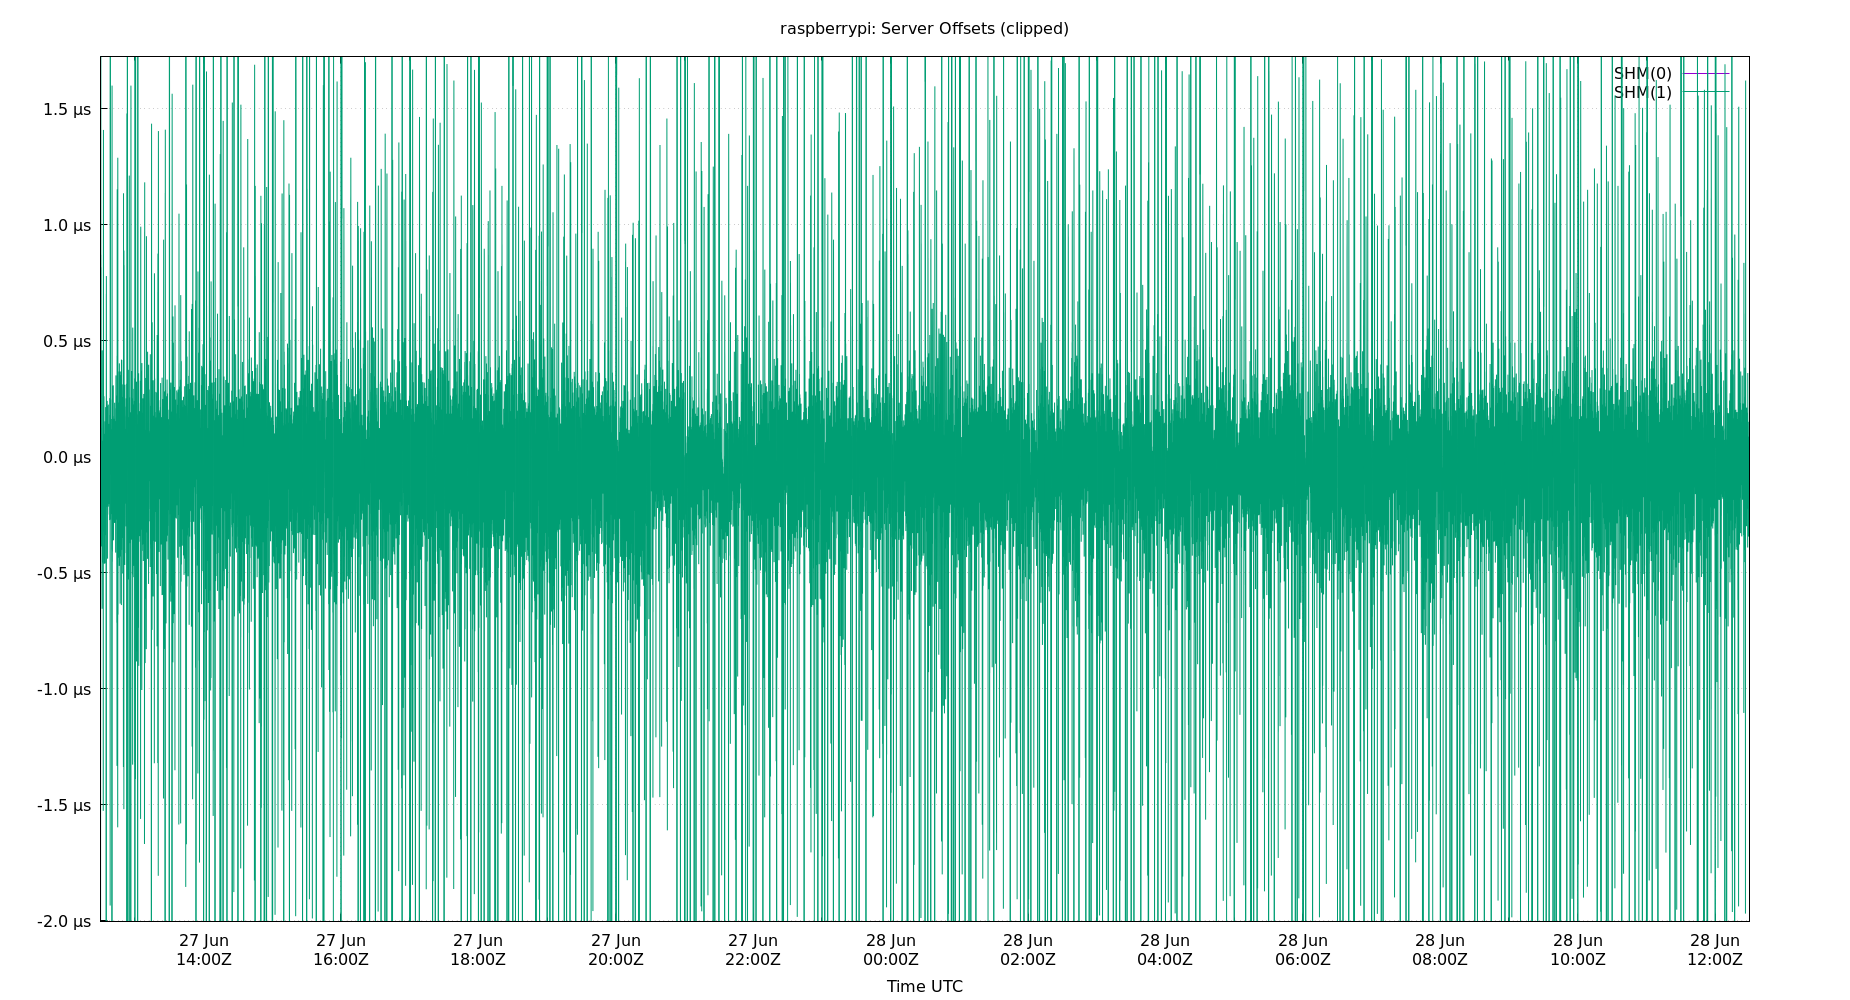 raspberrypi: Server Offsets (clipped)
SHM(0)
SHM(1)
1.5 µs
1.0 µs
0.5 µs
0.0 µs
-0.5 µs
-1.0 µs
-1.5 µs
-2.0 µs
27 Jun 27 Jun 27 Jun 27 Jun 27 Jun 28 Jun 28 Jun 28 Jun 28 Jun 28 Jun 28 Jun 28 Jun
14:00Z 16:00Z 18:00Z 20:00Z 22:00Z 00:00Z 02:00Z 04:00Z 06:00Z 08:00Z 10:00Z 12:00Z
Time UTC